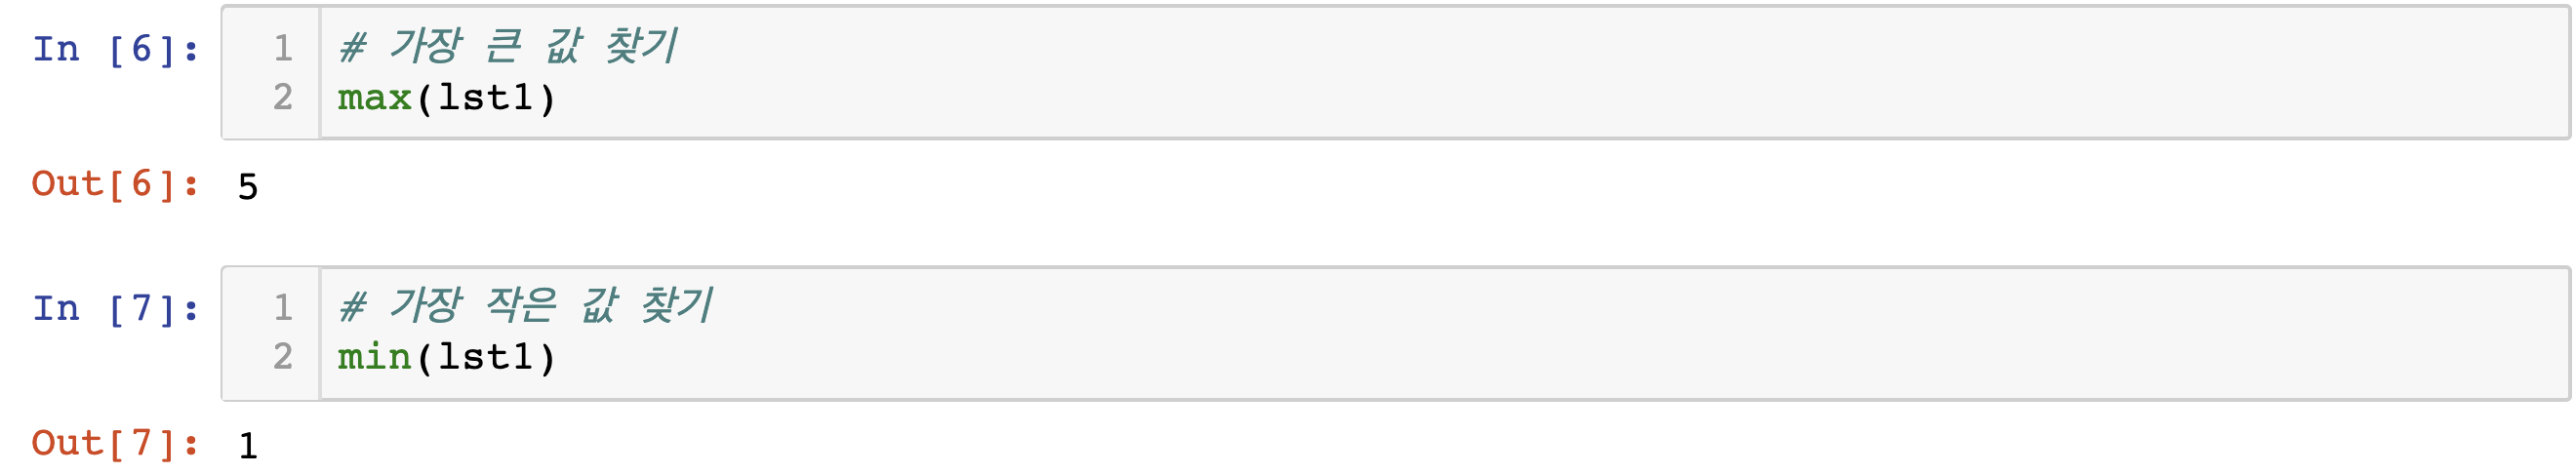 In [6]: 1 # 가장 큰 값 찾기
2 max(lst1)
Out[6]: 5
In [7]: 1 # 가장 작은 값 찾기
2 min(lst1)
Out[7]: 1